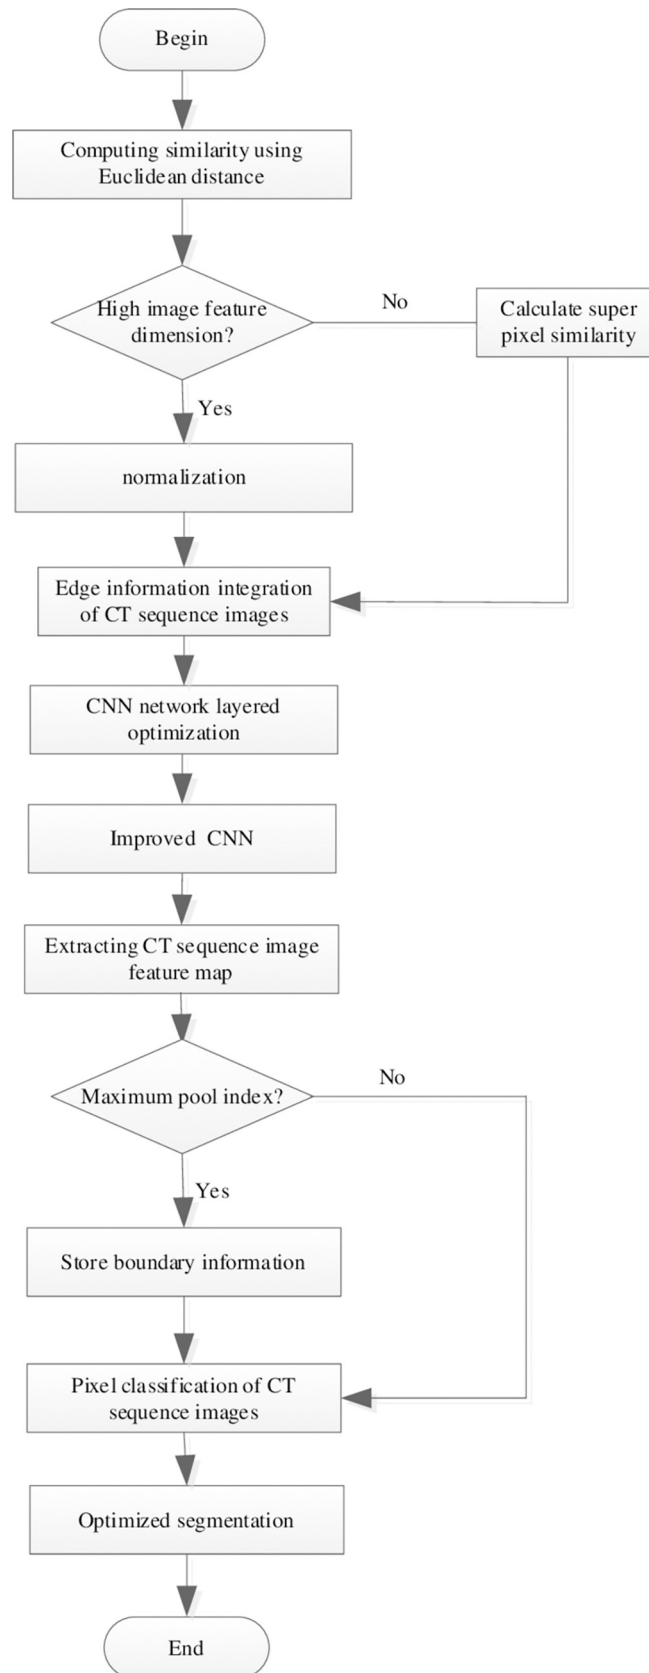 Begin
Computing similarity using
Euclidean distance
High image feature
dimension?
No
Calculate super
pixel similarity
Yes
normalization
Edge information integration
of CT sequence images
CNN network layered
optimization
Improved CNN
Extracting CT sequence image
feature map
Maximum pool index?
No
Yes
Store boundary information
Pixel classification of CT
sequence images
Optimized segmentation
End